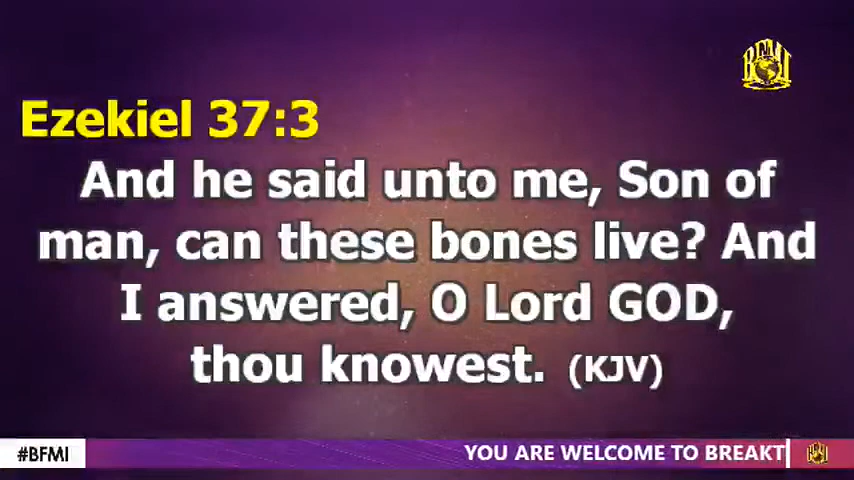 BFMI
Ezekiel 37:3
And he said unto me, Son of
man, can these bones live? And
I answered, O Lord GOD,
thou knowest. (KJV)
#BFMI
YOU ARE WELCOME TO BREAKT